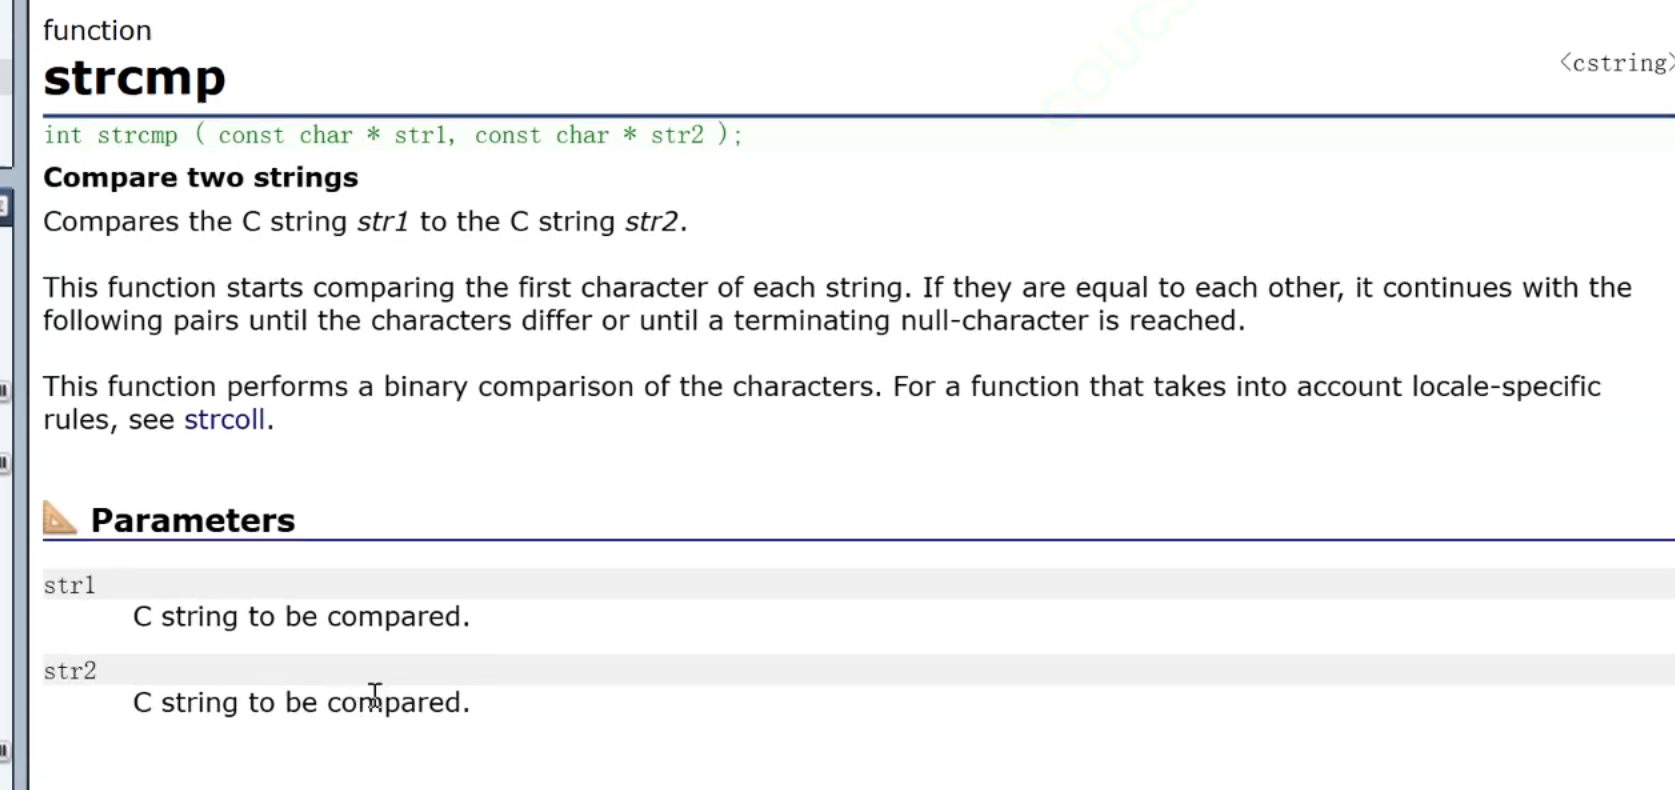 function
strcmp
<cstring>
int strcmp ( const char * str1, const char * str2 );
Compare two strings
Compares the C string str1 to the C string str2.
This function starts comparing the first character of each string. If they are equal to each other, it continues with the
following pairs until the characters differ or until a terminating null-character is reached.
This function performs a binary comparison of the characters. For a function that takes into account locale-specific
rules, see strcoll.
Parameters
str1
C string to be compared.
str2
C string to be compared.